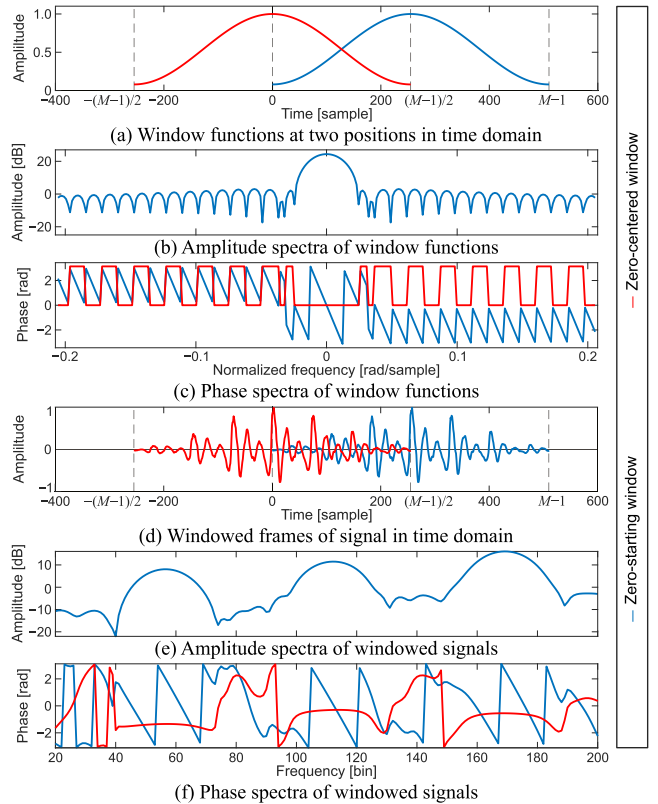 Amplilitude
1.0
0.5
0
−400 −(M−1)/2 −200 0 200 (M−1)/2 400 M−1 600
Time [sample]
(a) Window functions at two positions in time domain
Amplilitude [dB]
20
0
−20
(b) Amplitude spectra of window functions
Phase [rad]
2
0
−2
−0.2 −0.1 0 0.1 0.2
Normalized frequency [rad/sample]
(c) Phase spectra of window functions
Amplitude
1
0
1
−400 −(M−1)/2 −200 0 200 (M−1)/2 400 M−1 600
Time [sample]
(d) Windowed frames of signal in time domain
Amplitude [dB]
10
0
−10
−20
(e) Amplitude spectra of windowed signals
Phase [rad]
2
0
−2
20 40 60 80 100 120 140 160 180 200
Frequency [bin]
(f) Phase spectra of windowed signals
Zero-centered window
Zero-starting window